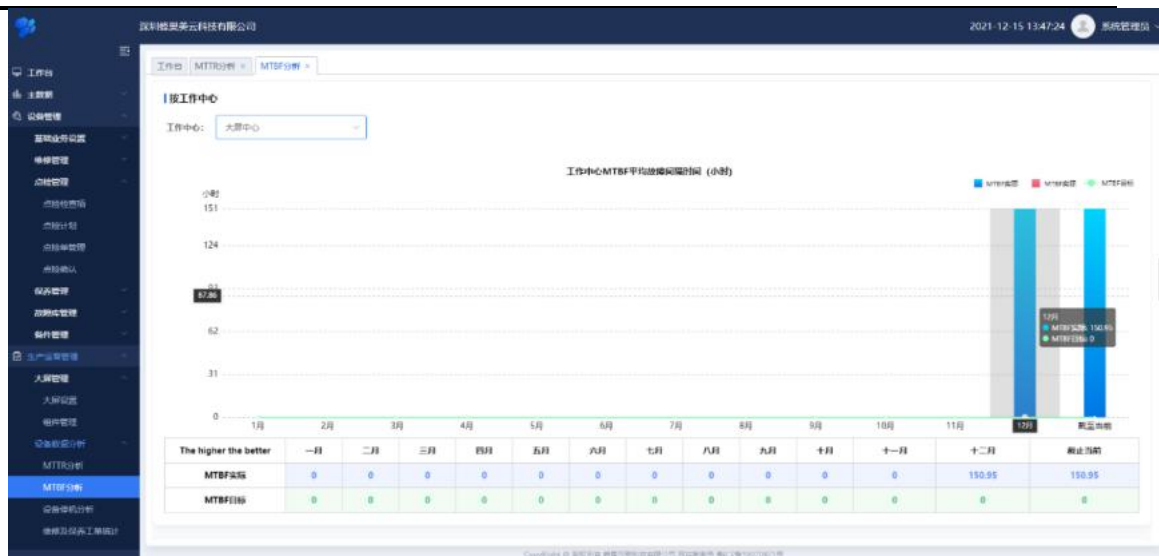 深圳蜂巢美云科技有限公司
2021-12-15 13:47:24
系统管理员
工作台
主数据
设备管理
基础业务设置
维修管理
点检管理
点检检查项
点检计划
点检单管理
点检确认
保养管理
故障库管理
备件管理
生产运营管理
大屏管理
大屏设置
组件管理
设备数据分析
MTTR分析
MTBF分析
设备停机分析
维修及保养工单统计
工作台 MTTR分析 × MTBF分析 ×
按工作中心
工作中心: 大屏中心
工作中心MTBF平均故障间隔时间 (小时)
MTBF实际 MTBF实际 MTBF目标
小时
151
124
93
87.86
62
31
0
12月
MTBF实际: 150.95
MTBF目标: 0
1月 2月 3月 4月 5月 6月 7月 8月 9月 10月 11月 12月 截至当前
The higher the better 一月 二月 三月 四月 五月 六月 七月 八月 九月 十月 十一月 十二月 截止当前
MTBF实际 0 0 0 0 0 0 0 0 0 0 0 150.95 150.95
MTBF目标 0 0 0 0 0 0 0 0 0 0 0 0 0